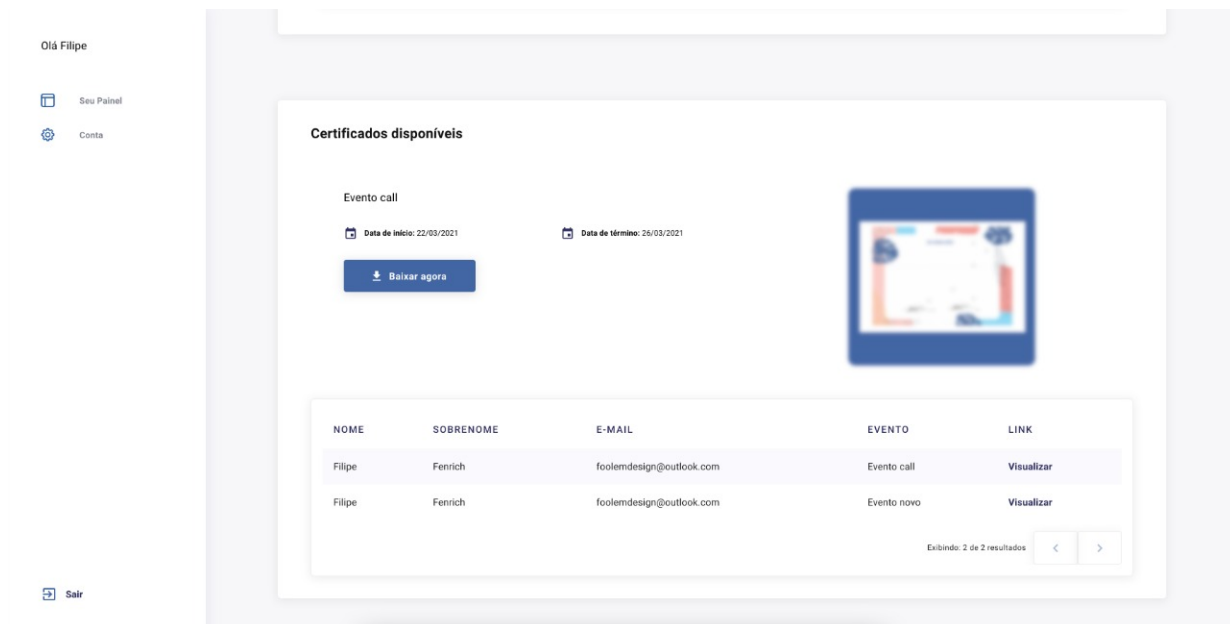 Olá Filipe
Seu Painel
Conta
Certificados disponíveis
Evento call
Data de início: 22/03/2021 Data de término: 26/03/2021
Baixar agora
NOME SOBRENOME E-MAIL EVENTO LINK
Filipe Fenrich foolemdesign@outlook.com Evento call Visualizar
Filipe Fenrich foolemdesign@outlook.com Evento novo Visualizar
Exibindo: 2 de 2 resultados
Sair